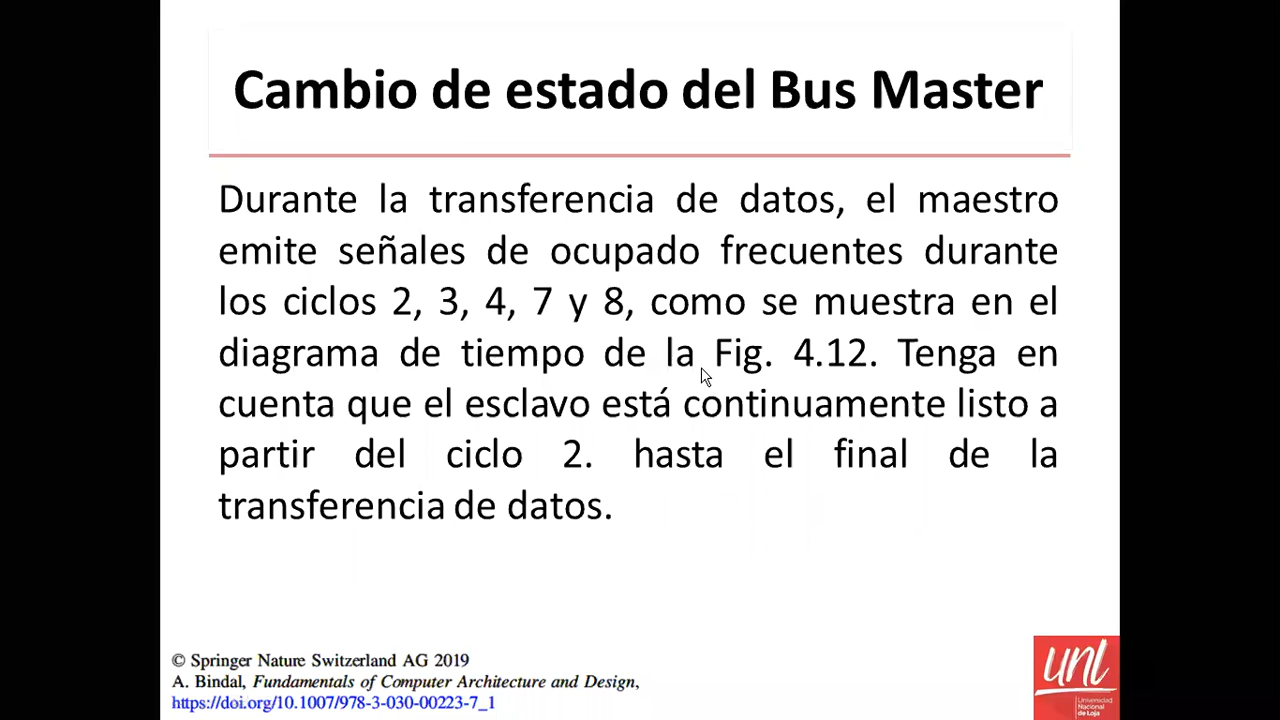 Cambio de estado del Bus Master
Durante la transferencia de datos, el maestro
emite señales de ocupado frecuentes durante
los ciclos 2, 3, 4, 7 y 8, como se muestra en el
diagrama de tiempo de la Fig. 4.12. Tenga en
cuenta que el esclavo está continuamente listo a
partir del ciclo 2. hasta el final de la
transferencia de datos.
© Springer Nature Switzerland AG 2019
A. Bindal, Fundamentals of Computer Architecture and Design,
https://doi.org/10.1007/978-3-030-00223-7_1
unl
Universidad
Nacional
de Loja